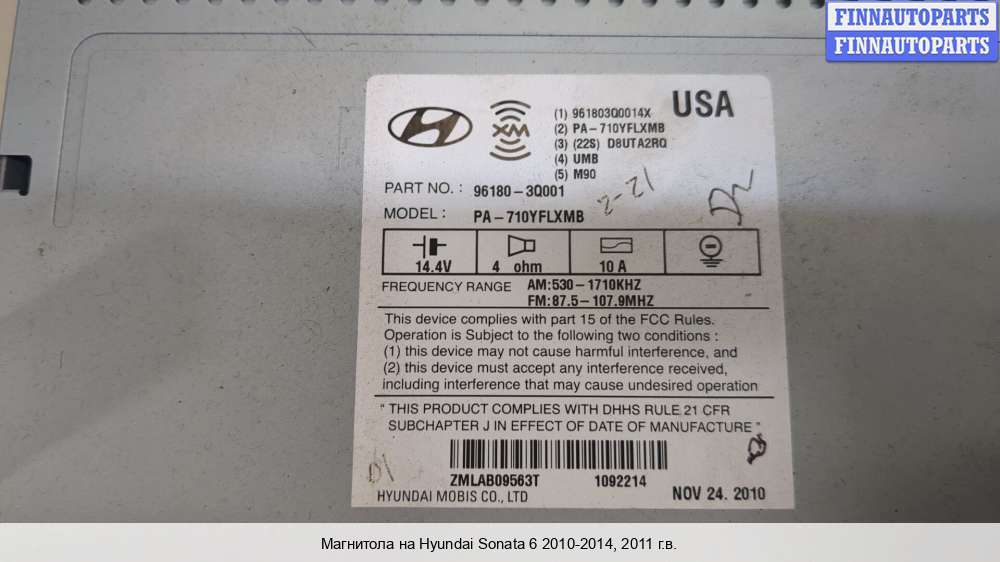 FINNAUTOPARTS
FINNAUTOPARTS
XM
(1) 961803Q0014X
USA
(2) PA-710YFLXMB
(3) (22S) D8UTA2RQ
(4) UMB
(5) M90
PART NO. : 96180-3Q001
MODEL : PA-710YFLXMB
2-21
14.4V 4 ohm 10 A
FREQUENCY RANGE AM:530-1710KHZ
FM:87.5-107.9MHZ
This device complies with part 15 of the FCC Rules.
Operation is Subject to the following two conditions :
(1) this device may not cause harmful interference, and
(2) this device must accept any interference received,
including interference that may cause undesired operation
" THIS PRODUCT COMPLIES WITH DHHS RULE 21 CFR
SUBCHAPTER J IN EFFECT OF DATE OF MANUFACTURE "
ZMLAB09563T 1092214
HYUNDAI MOBIS CO., LTD
NOV 24. 2010
Магнитола на Hyundai Sonata 6 2010-2014, 2011 г.в.